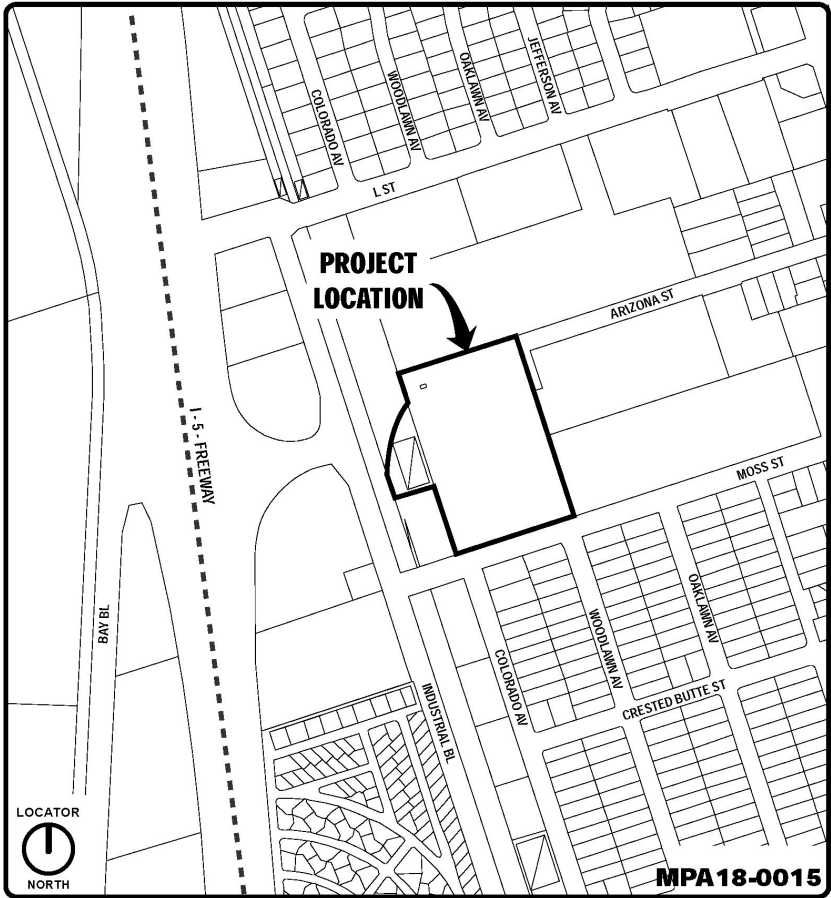 COLORADO AV
WOODLAWN AV
OAKLAWN AV
JEFFERSON AV
L ST
PROJECT
LOCATION
ARIZONA ST
I - 5 - FREEWAY
MOSS ST
BAY BL
COLORADO AV
WOODLAWN AV
OAKLAWN AV
INDUSTRIAL BL
CRESTED BUTTE ST
LOCATOR
NORTH
MPA18-0015